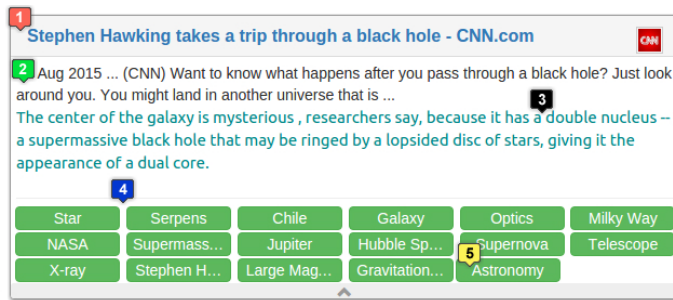 1
Stephen Hawking takes a trip through a black hole - CNN.com
CNN
2 Aug 2015 ... (CNN) Want to know what happens after you pass through a black hole? Just look
around you. You might land in another universe that is ...
3
The center of the galaxy is mysterious , researchers say, because it has a double nucleus --
a supermassive black hole that may be ringed by a lopsided disc of stars, giving it the
appearance of a dual core.
4
Star Serpens Chile Galaxy Optics Milky Way
NASA Supermass... Jupiter Hubble Sp... Supernova Telescope
5
X-ray Stephen H... Large Mag... Gravitation... Astronomy